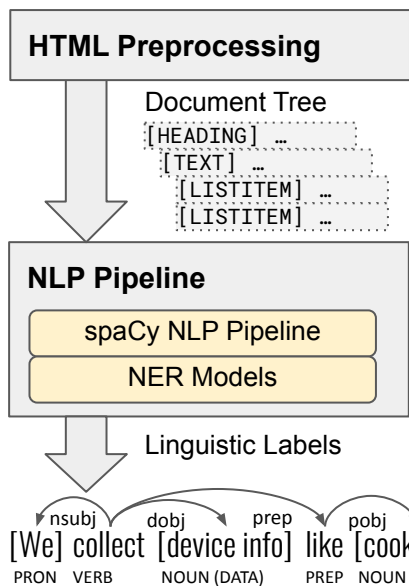 HTML Preprocessing
Document Tree
[HEADING] …
[TEXT] …
[LISTITEM] …
[LISTITEM] …
NLP Pipeline
spaCy NLP Pipeline
NER Models
Linguistic Labels
nsubj dobj prep pobj
[We] collect [device info] like [cook
PRON VERB NOUN (DATA) PREP NOUN